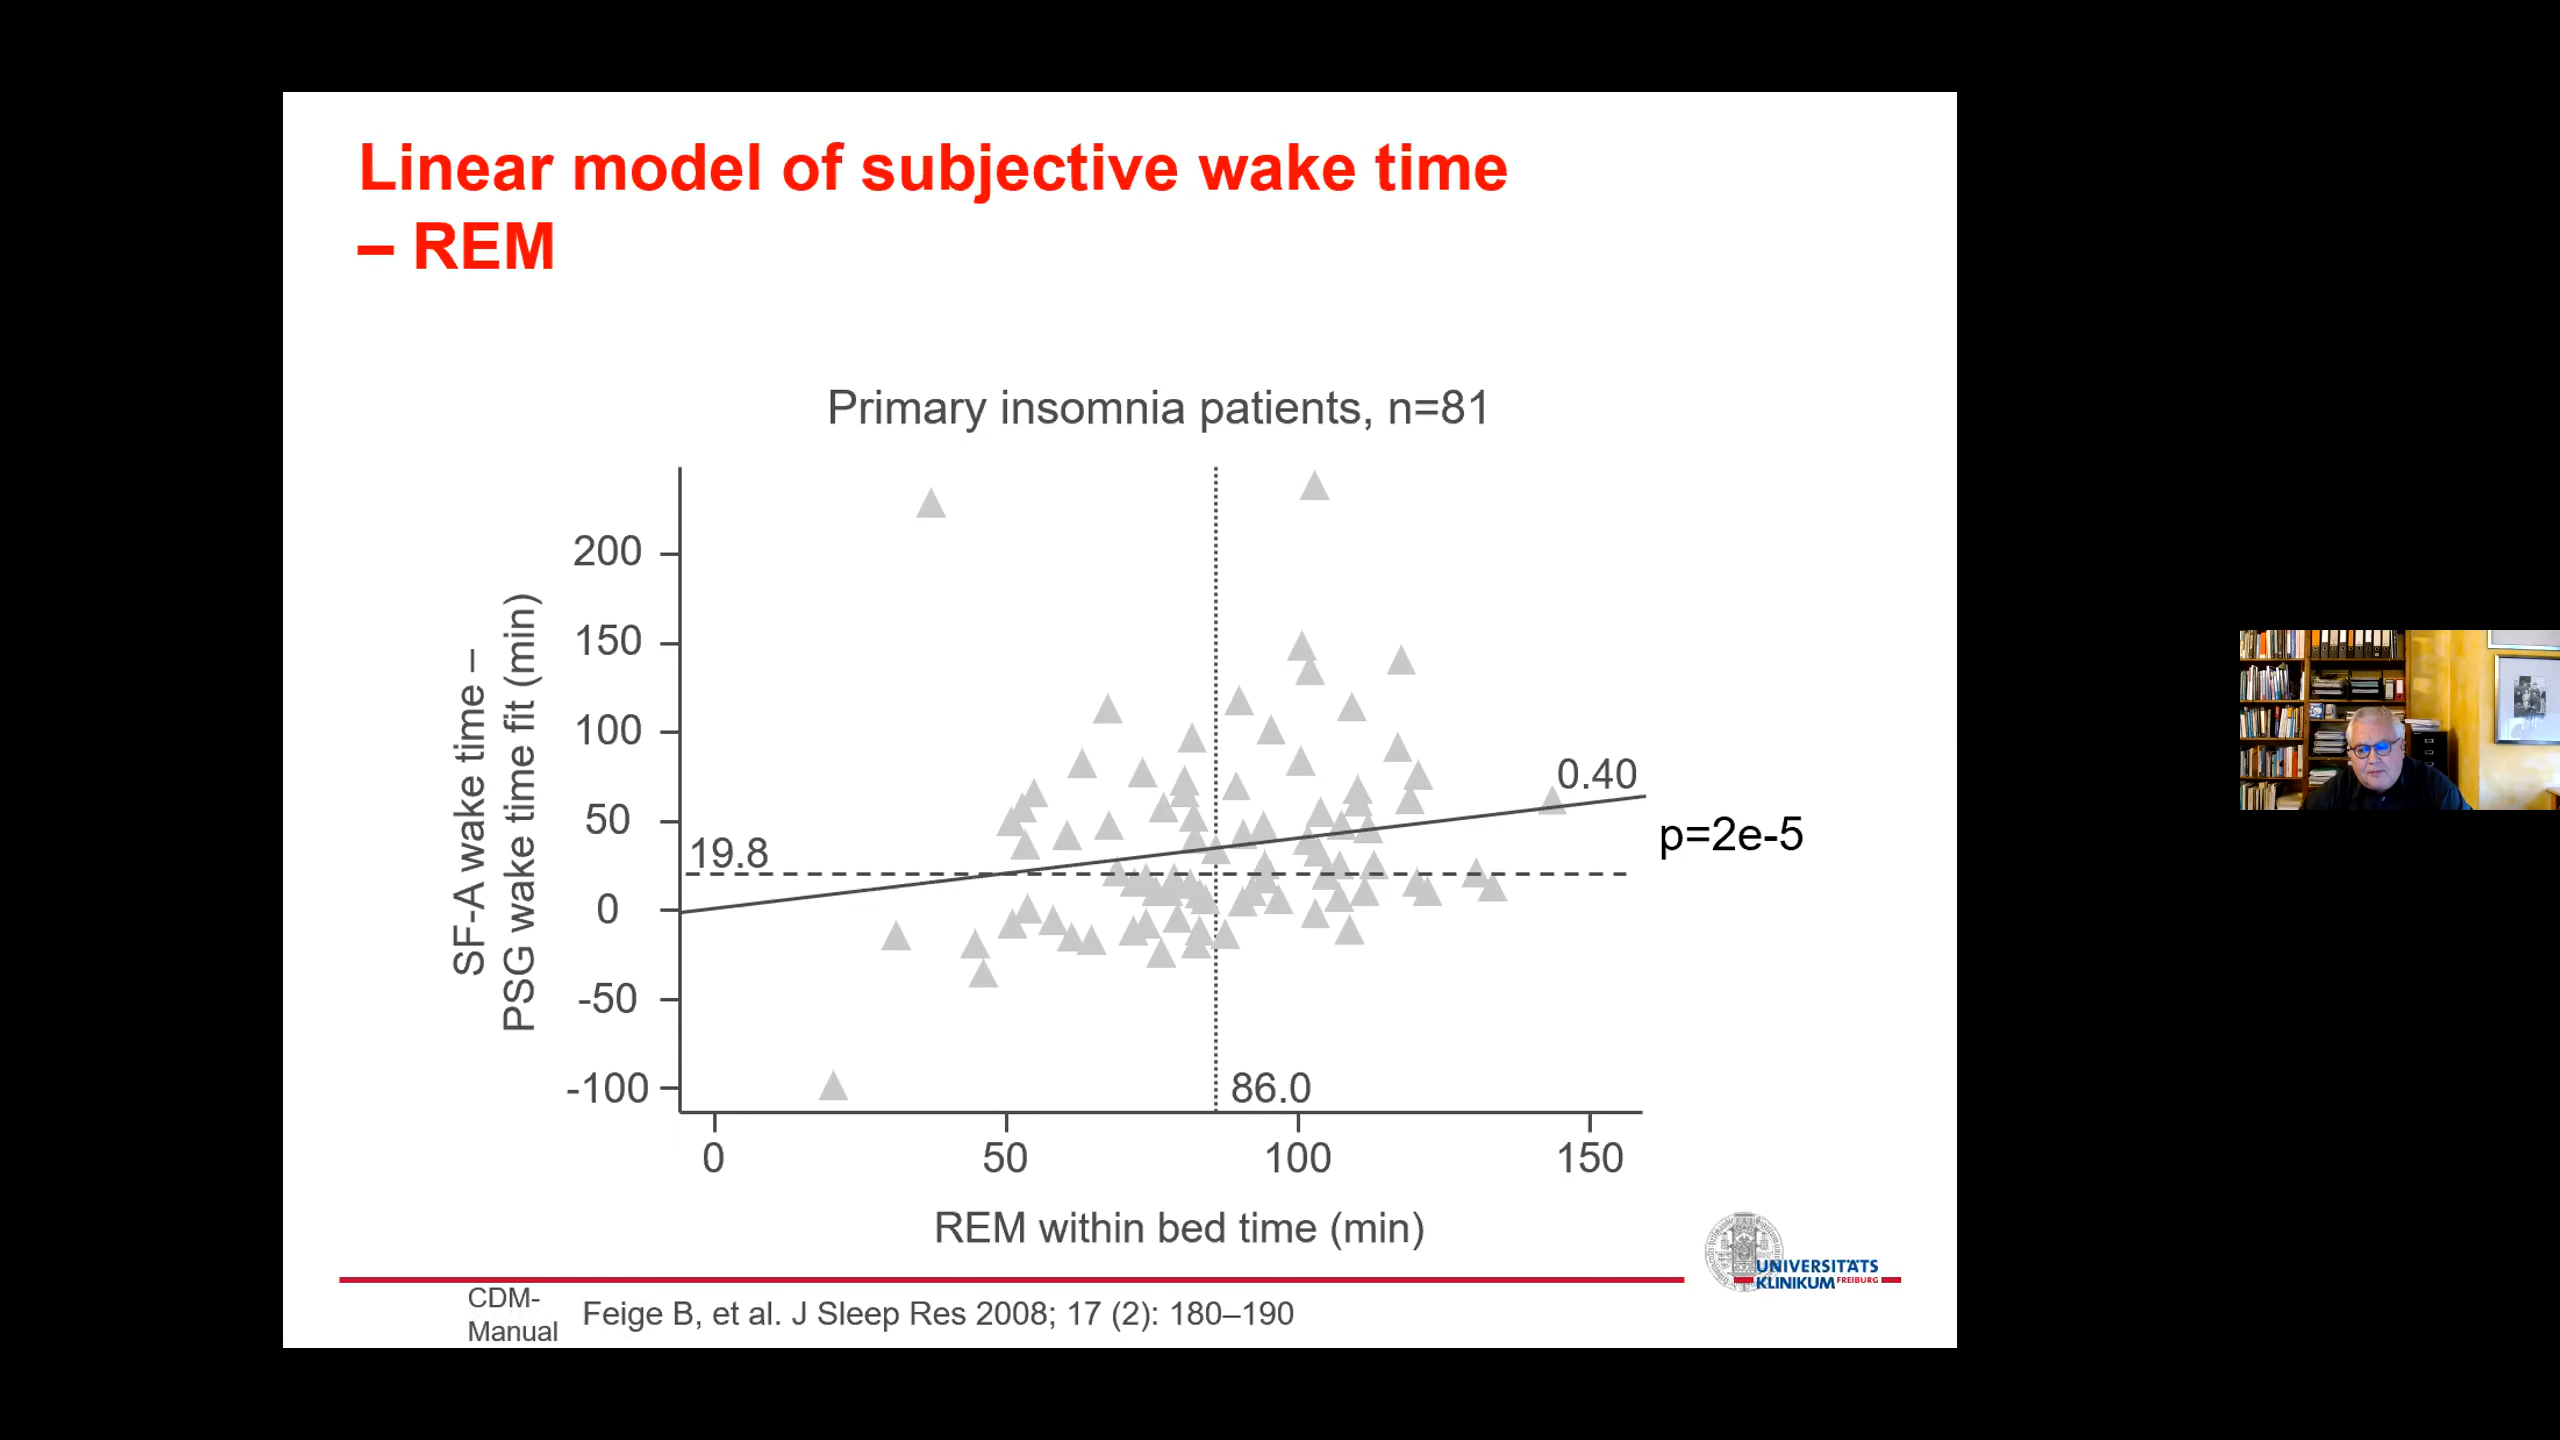 Linear model of subjective wake time
– REM
Primary insomnia patients, n=81
SF-A wake time –
PSG wake time fit (min)
200
150
100
50
0
-50
-100
19.8
0.40
p=2e-5
86.0
0
50
100
150
REM within bed time (min)
UNIVERSITÄTS
KLINIKUM FREIBURG
CDM-
Manual
Feige B, et al. J Sleep Res 2008; 17 (2): 180–190